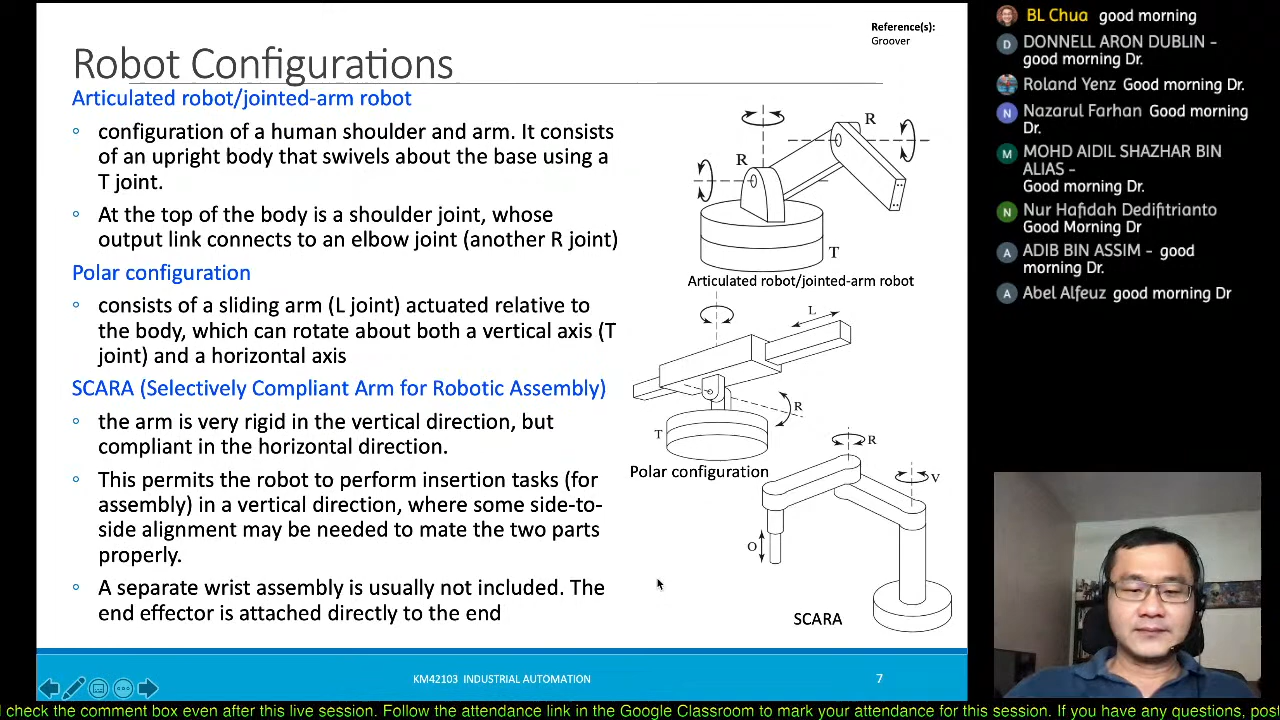 Reference(s):
Groover
Robot Configurations
Articulated robot/jointed-arm robot
configuration of a human shoulder and arm. It consists
of an upright body that swivels about the base using a
T joint.
At the top of the body is a shoulder joint, whose
output link connects to an elbow joint (another R joint)
Polar configuration
consists of a sliding arm (L joint) actuated relative to
the body, which can rotate about both a vertical axis (T
joint) and a horizontal axis
SCARA (Selectively Compliant Arm for Robotic Assembly)
the arm is very rigid in the vertical direction, but
compliant in the horizontal direction.
This permits the robot to perform insertion tasks (for
assembly) in a vertical direction, where some side-to-
side alignment may be needed to mate the two parts
properly.
A separate wrist assembly is usually not included. The
end effector is attached directly to the end
R
R
T
Articulated robot/jointed-arm robot
L
R
T
Polar configuration
R
V
O
SCARA
KM42103 INDUSTRIAL AUTOMATION
7
BL Chua good morning
D
DONNELL ARON DUBLIN -
good morning Dr.
Roland Yenz Good morning Dr.
N
Nazarul Farhan Good morning
Dr.
M
MOHD AIDIL SHAZHAR BIN
ALIAS -
Good morning Dr.
N
Nur Hafidah Dedifitrianto
Good Morning Dr
A
ADIB BIN ASSIM - good
morning Dr.
A
Abel Alfeuz good morning Dr
check the comment box even after this live session. Follow the attendance link in the Google Classroom to mark your attendance for this session. If you have any questions, pos